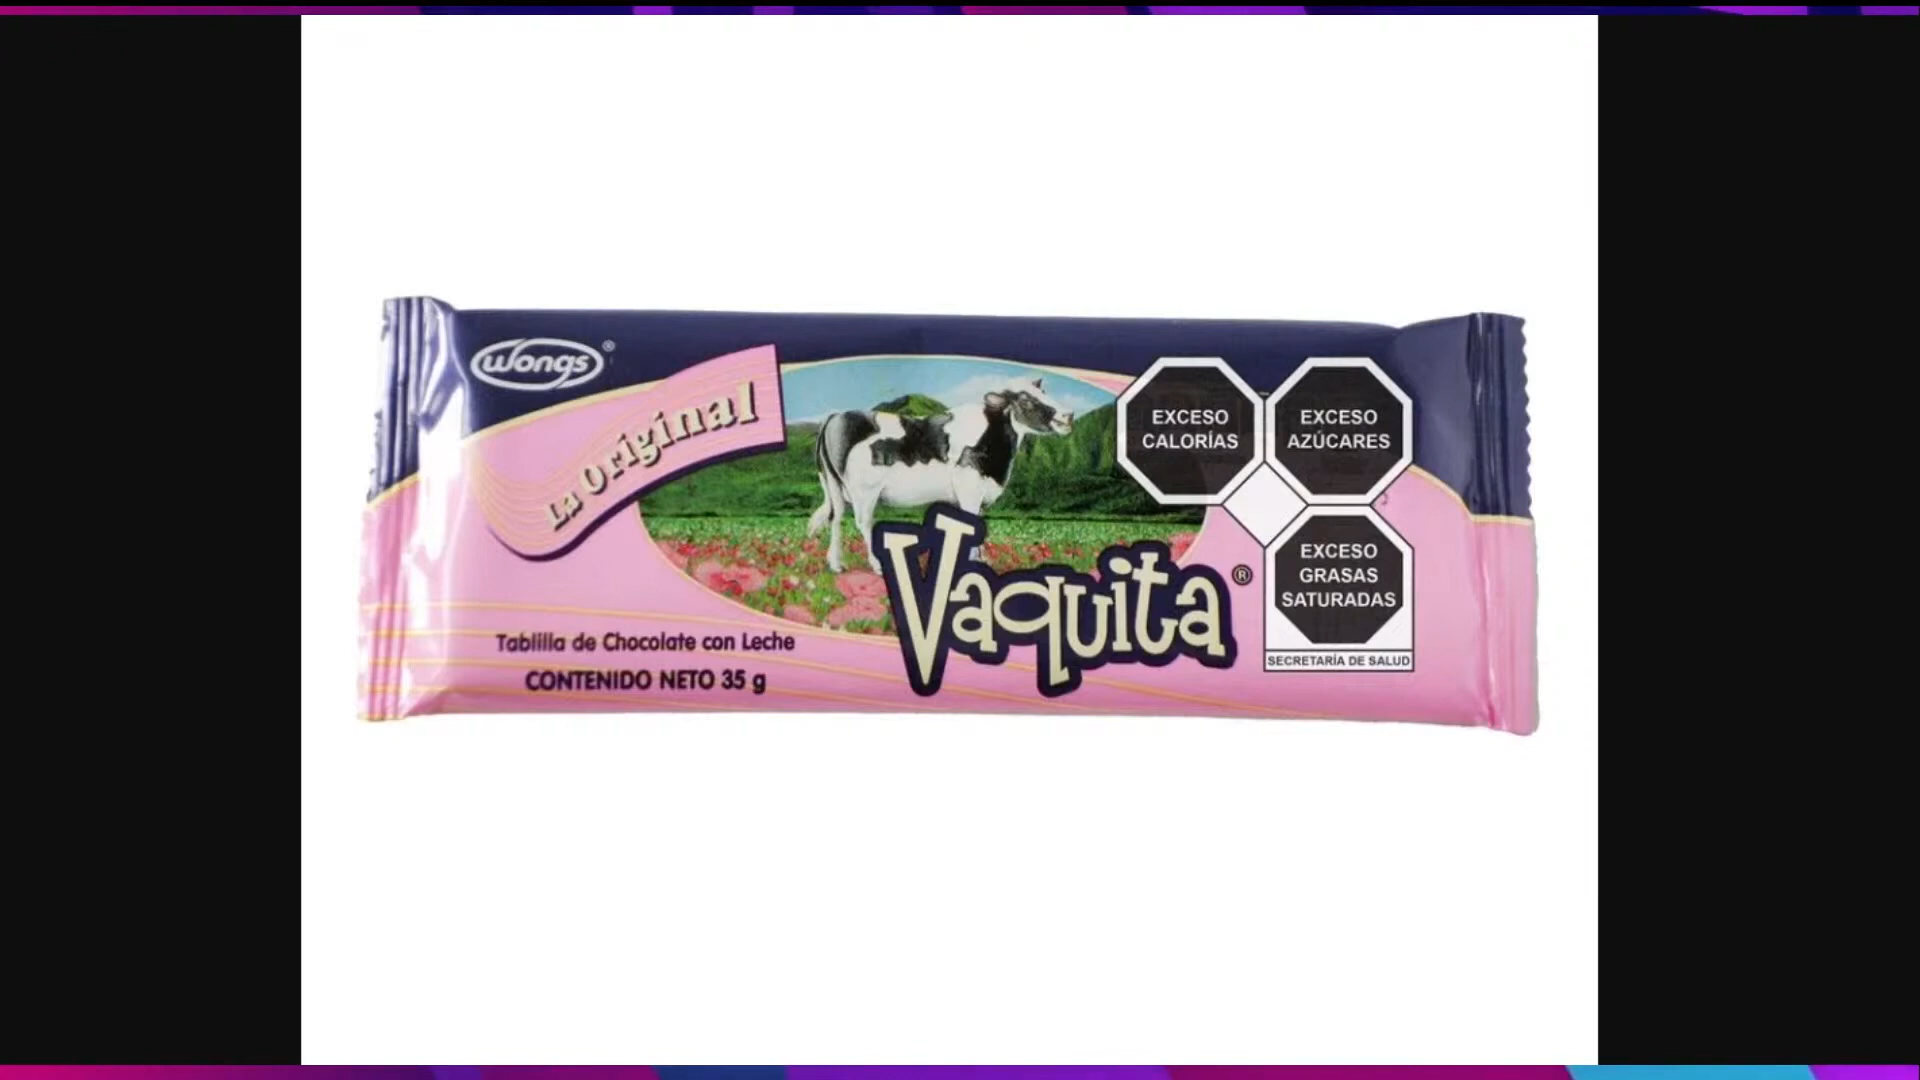 Wongs®
La Original
Vaquita®
Tablilla de Chocolate con Leche
CONTENIDO NETO 35 g
EXCESO
CALORÍAS
EXCESO
AZÚCARES
EXCESO
GRASAS
SATURADAS
SECRETARÍA DE SALUD